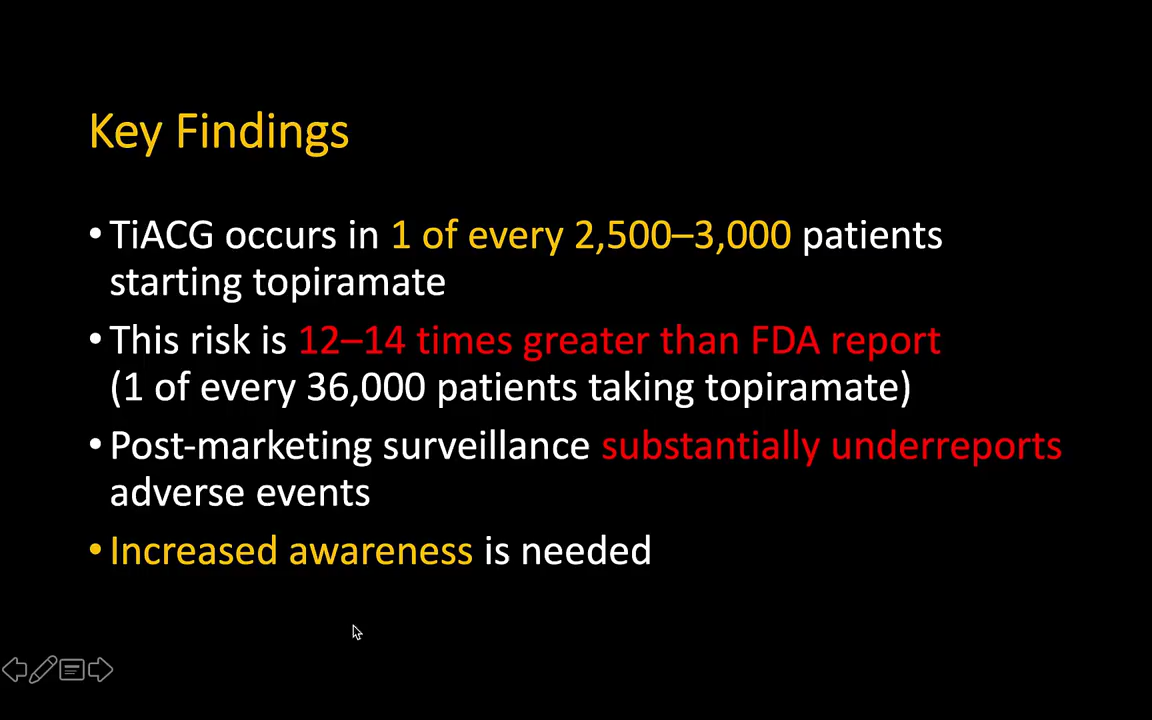 Key Findings
•TiACG occurs in 1 of every 2,500–3,000 patients
starting topiramate
•This risk is 12–14 times greater than FDA report
(1 of every 36,000 patients taking topiramate)
•Post-marketing surveillance substantially underreports
adverse events
•Increased awareness is needed